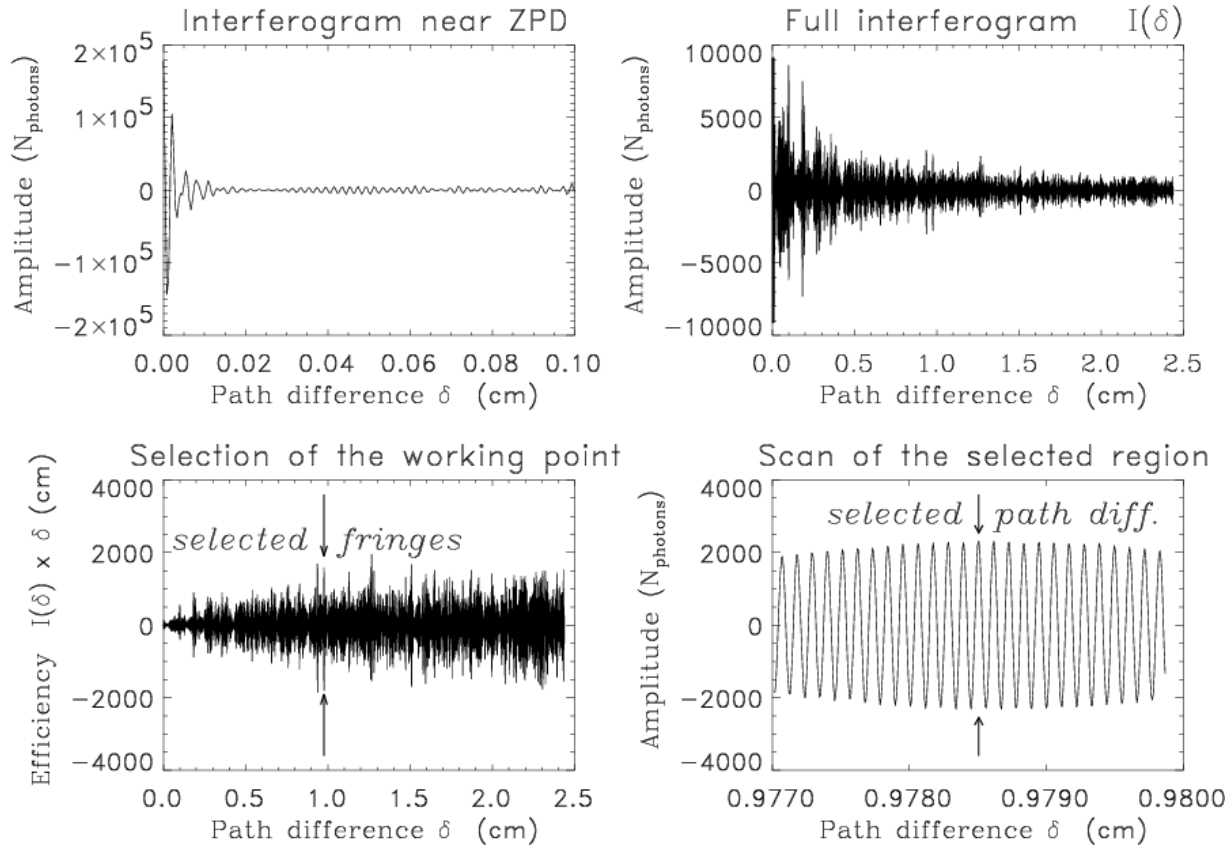 Interferogram near ZPD
Amplitude (N_photons)
2×10^5
1×10^5
0
−1×10^5
−2×10^5
0.00 0.02 0.04 0.06 0.08 0.10
Path difference δ (cm)
Full interferogram I(δ)
Amplitude (N_photons)
10000
5000
0
−5000
−10000
0.0 0.5 1.0 1.5 2.0 2.5
Path difference δ (cm)
Selection of the working point
Efficiency I(δ) x δ (cm)
4000
2000
0
−2000
−4000
selected fringes
0.0 0.5 1.0 1.5 2.0 2.5
Path difference δ (cm)
Scan of the selected region
Amplitude (N_photons)
4000
2000
0
−2000
−4000
selected path diff.
0.9770 0.9780 0.9790 0.9800
Path difference δ (cm)